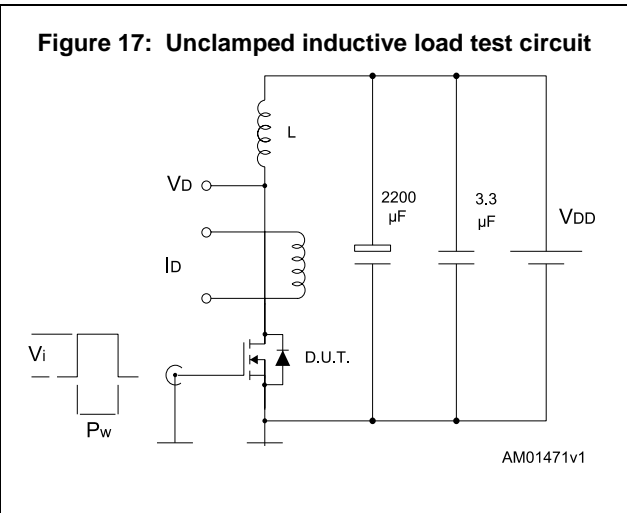 Figure 17: Unclamped inductive load test circuit
L
VD
2200
µF
3.3
µF
VDD
ID
Vi
D.U.T.
Pw
AM01471v1